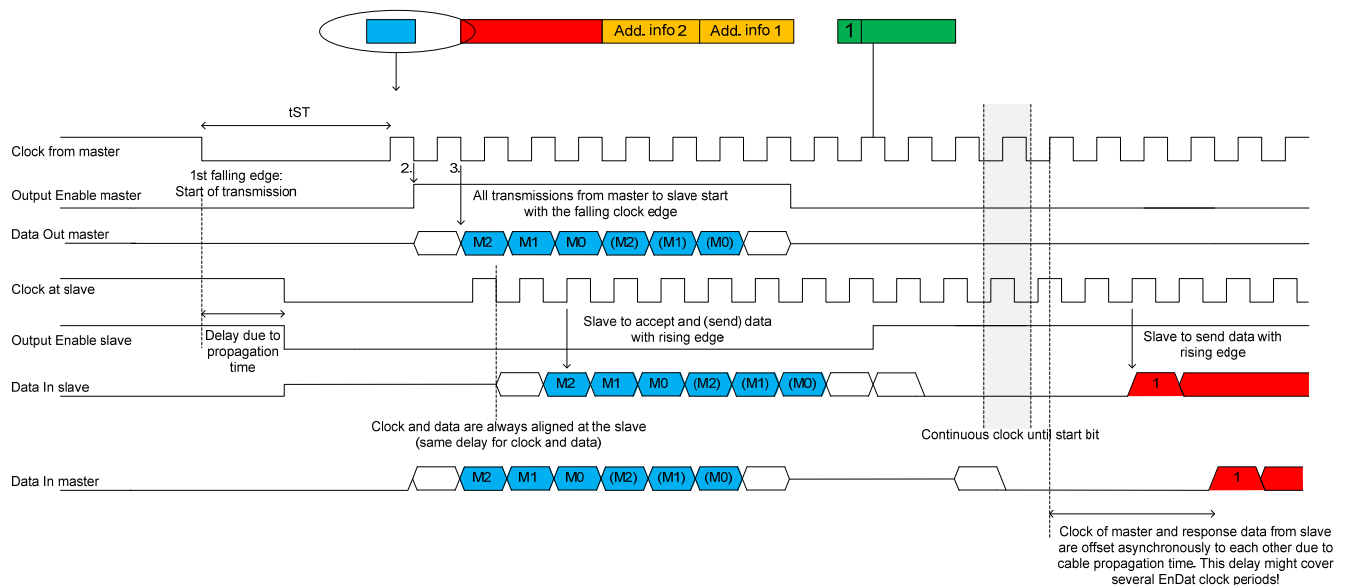 Add. info 2 Add. info 1 1
tST
Clock from master
2. 3.
1st falling edge:
Start of transmission
Output Enable master
All transmissions from master to slave start
with the falling clock edge
Data Out master
M2 M1 M0 (M2) (M1) (M0)
Clock at slave
Output Enable slave
Delay due to
propagation
time
Slave to accept and (send) data
with rising edge
Slave to send data with
rising edge
Data In slave
M2 M1 M0 (M2) (M1) (M0) 1
Clock and data are always aligned at the slave
(same delay for clock and data)
Continuous clock until start bit
Data In master
M2 M1 M0 (M2) (M1) (M0) 1
Clock of master and response data from slave
are offset asynchronously to each other due to
cable propagation time. This delay might cover
several EnDat clock periods!